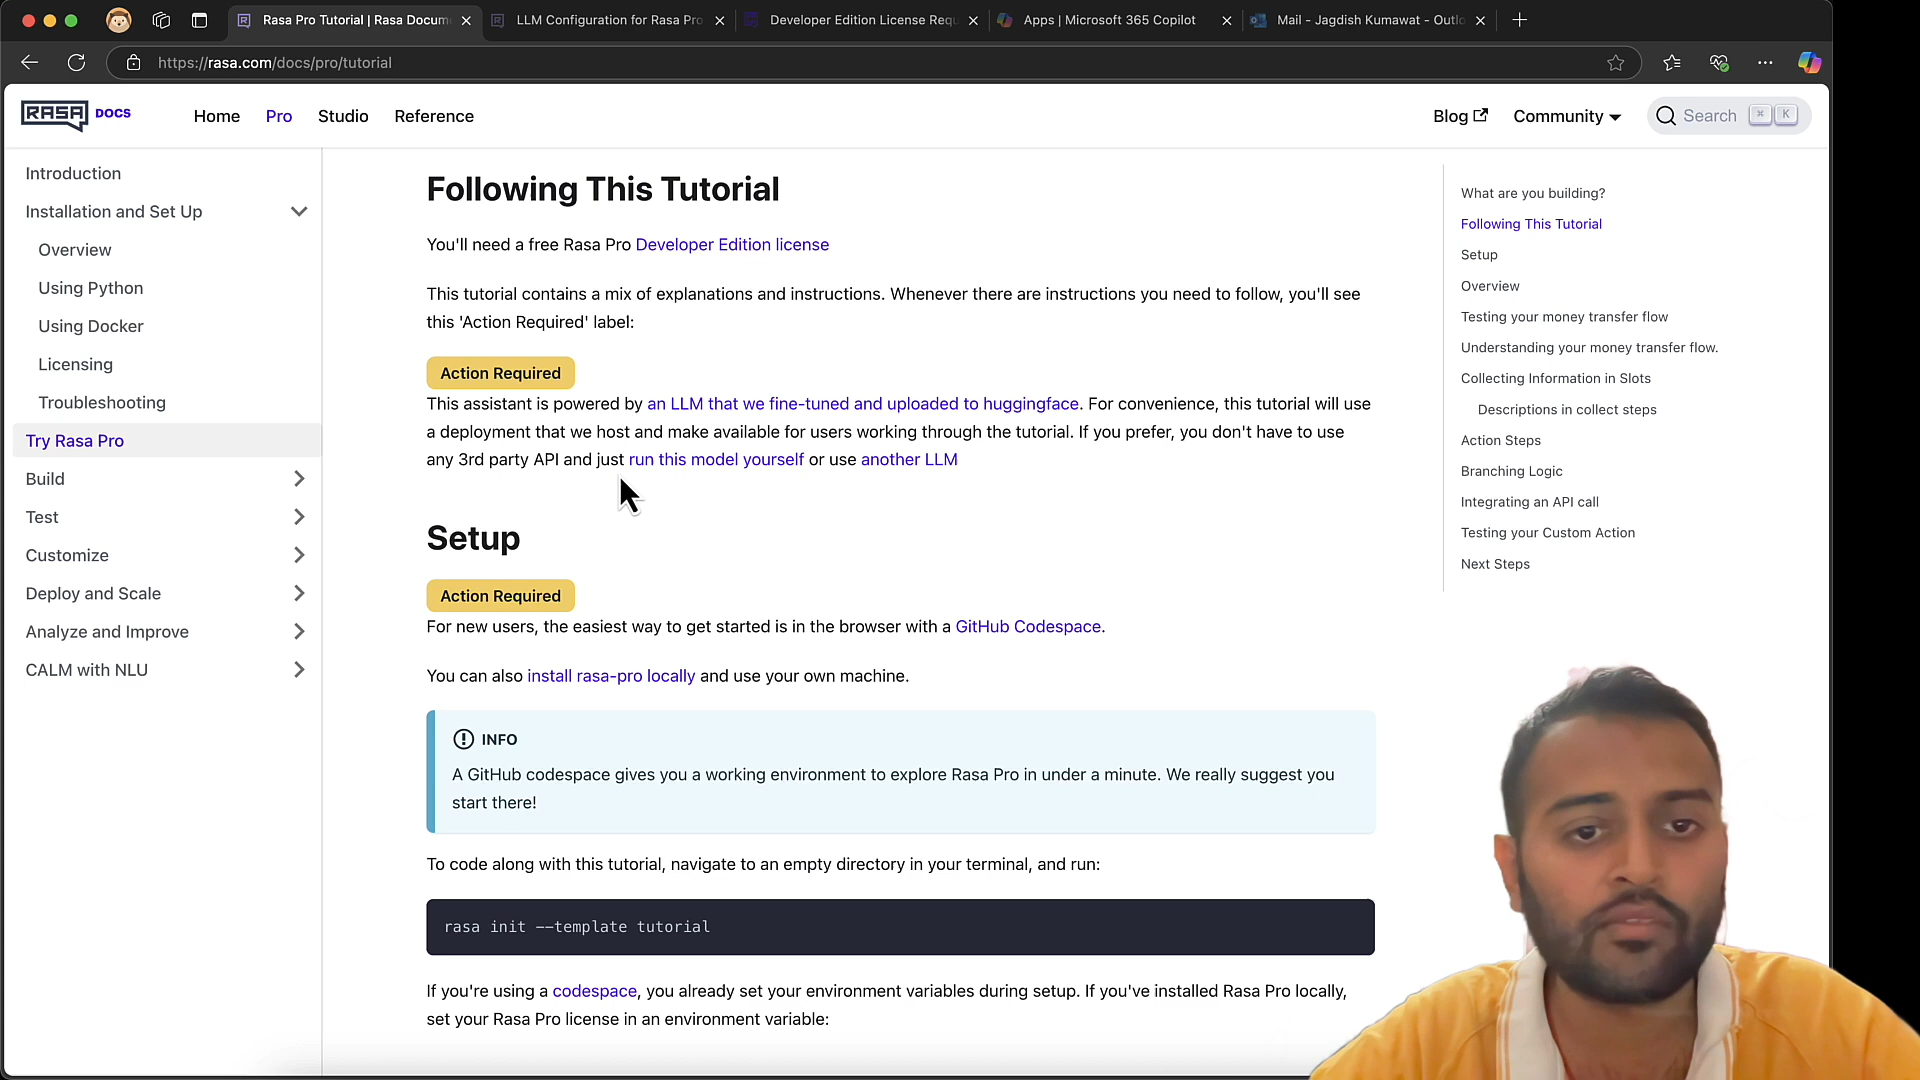 Rasa Pro Tutorial | Rasa Docum
LLM Configuration for Rasa Pro
Developer Edition License Requ
Apps | Microsoft 365 Copilot
Mail - Jagdish Kumawat - Outlo
https://rasa.com/docs/pro/tutorial
RASA DOCS
Home
Pro
Studio
Reference
Blog
Community
Search
⌘ K
Introduction
Installation and Set Up
Overview
Using Python
Using Docker
Licensing
Troubleshooting
Try Rasa Pro
Build
Test
Customize
Deploy and Scale
Analyze and Improve
CALM with NLU
Following This Tutorial
You'll need a free Rasa Pro Developer Edition license
This tutorial contains a mix of explanations and instructions. Whenever there are instructions you need to follow, you'll see
this 'Action Required' label:
Action Required
This assistant is powered by an LLM that we fine-tuned and uploaded to huggingface. For convenience, this tutorial will use
a deployment that we host and make available for users working through the tutorial. If you prefer, you don't have to use
any 3rd party API and just run this model yourself or use another LLM
Setup
Action Required
For new users, the easiest way to get started is in the browser with a GitHub Codespace.
You can also install rasa-pro locally and use your own machine.
INFO
A GitHub codespace gives you a working environment to explore Rasa Pro in under a minute. We really suggest you
start there!
To code along with this tutorial, navigate to an empty directory in your terminal, and run:
rasa init --template tutorial
If you're using a codespace, you already set your environment variables during setup. If you've installed Rasa Pro locally,
set your Rasa Pro license in an environment variable:
What are you building?
Following This Tutorial
Setup
Overview
Testing your money transfer flow
Understanding your money transfer flow.
Collecting Information in Slots
Descriptions in collect steps
Action Steps
Branching Logic
Integrating an API call
Testing your Custom Action
Next Steps